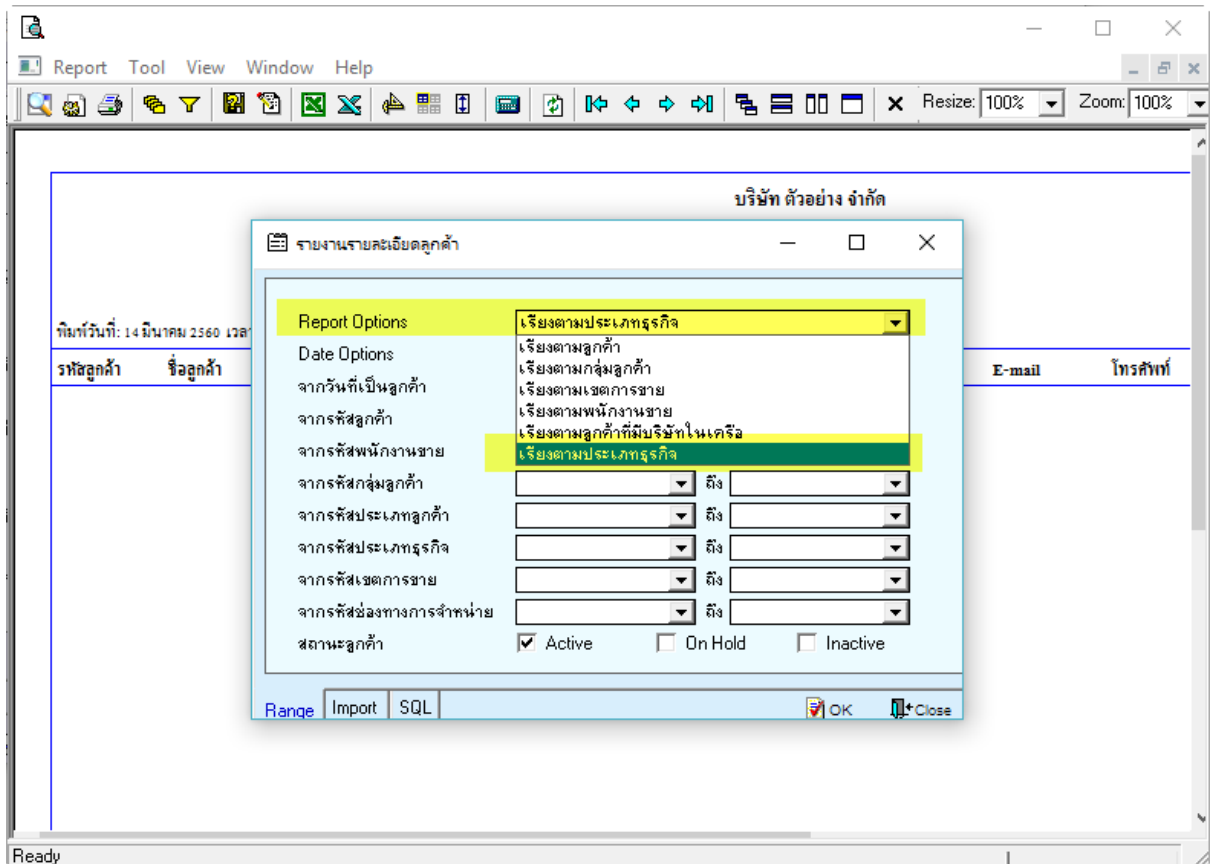 Report Tool View Window Help
Resize: 100% Zoom: 100%
บริษัท ตัวอย่าง จำกัด
รายงานรายละเอียดลูกค้า
Report Options เรียงตามประเภทธุรกิจ
พิมพ์วันที่: 14 มีนาคม 2560 เวลา
Date Options
เรียงตามลูกค้า
เรียงตามกลุ่มลูกค้า
เรียงตามเขตการขาย
เรียงตามพนักงานขาย
เรียงตามลูกค้าที่มีบริษัทในเครือ
เรียงตามประเภทธุรกิจ
รหัสลูกค้า ชื่อลูกค้า E-mail โทรศัพท์
จากวันที่เป็นลูกค้า
จากรหัสลูกค้า
จากรหัสพนักงานขาย
จากรหัสกลุ่มลูกค้า ถึง
จากรหัสประเภทลูกค้า ถึง
จากรหัสประเภทธุรกิจ ถึง
จากรหัสเขตการขาย ถึง
จากรหัสช่องทางการจำหน่าย ถึง
สถานะลูกค้า Active On Hold Inactive
Range Import SQL OK Close
Ready